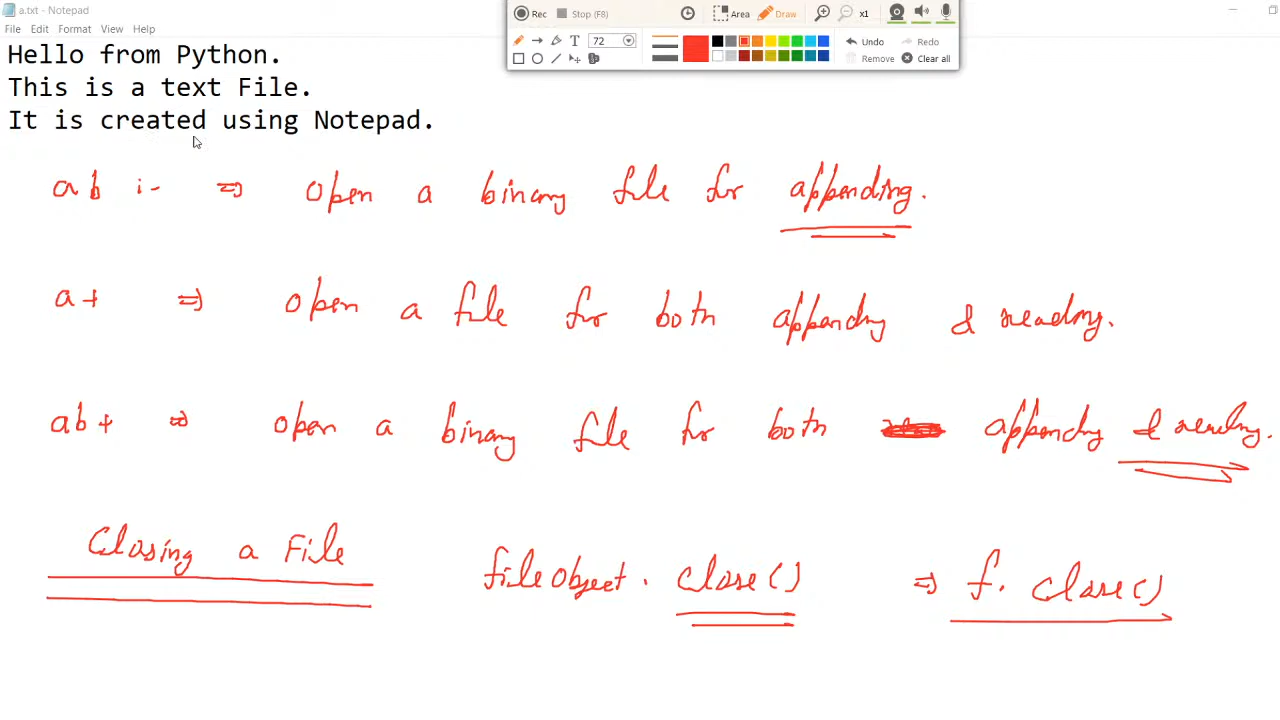 a.txt - Notepad
File Edit Format View Help
Rec Stop (F8) Area Draw x1
72 Undo Redo
Remove Clear all
Hello from Python.
This is a text File.
It is created using Notepad.
ab :- ⇒ open a binary file for appending.
a+ ⇒ open a file for both appending & reading.
ab+ ⇒ open a binary file for both appending & reading.
Closing a File fileObject. close() ⇒ f. close()